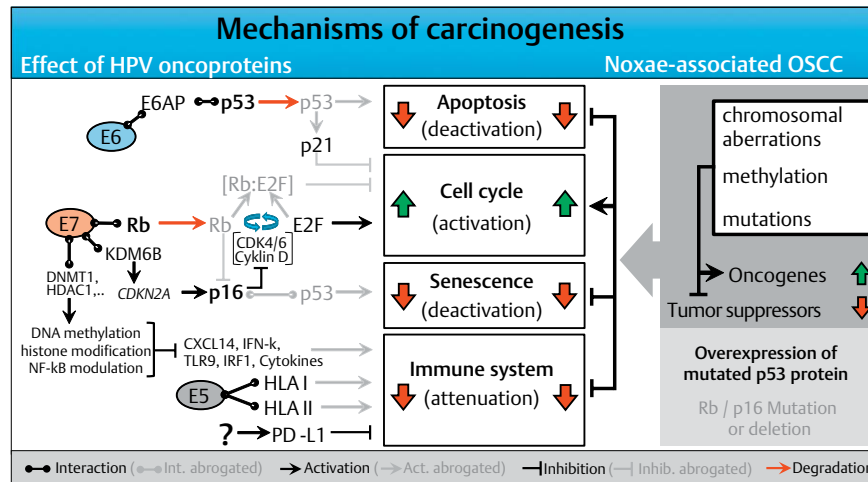 Mechanisms of carcinogenesis
Effect of HPV oncoproteins
Noxae-associated OSCC
E6
E6AP
p53
p53
p21
[Rb:E2F]
E7
Rb
Rb
E2F
CDK4/6
Cyklin D
KDM6B
DNMT1,
HDAC1,..
CDKN2A
p16
p53
DNA methylation
histone modification
NF-kB modulation
CXCL14, IFN-k,
TLR9, IRF1, Cytokines
E5
HLA I
HLA II
? PD-L1
Apoptosis
(deactivation)
Cell cycle
(activation)
Senescence
(deactivation)
Immune system
(attenuation)
chromosomal
aberrations
methylation
mutations
Oncogenes
Tumor suppressors
Overexpression of
mutated p53 protein
Rb / p16 Mutation
or deletion
Interaction ( Int. abrogated) Activation ( Act. abrogated) Inhibition ( Inhib. abrogated) Degradation